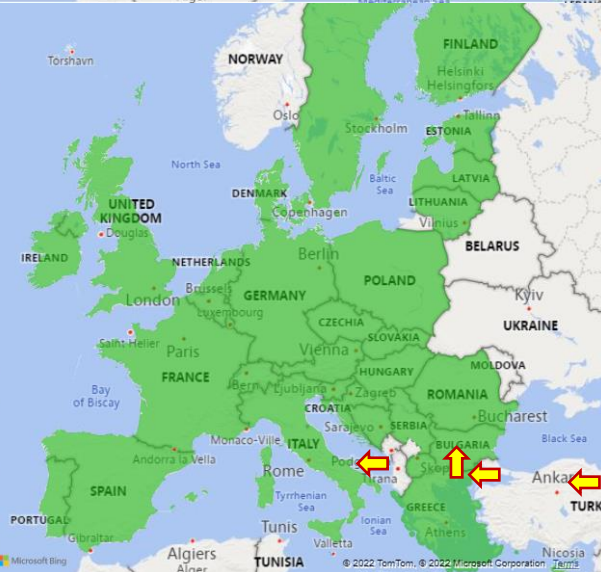 Torshavn
NORWAY
FINLAND
Helsinki
Helsingfors
Oslo
Stockholm
Tallinn
ESTONIA
North Sea
Baltic
Sea
LATVIA
DENMARK
Copenhagen
LITHUANIA
Vilnius
UNITED
KINGDOM
Douglas
BELARUS
IRELAND
NETHERLANDS
Berlin
POLAND
London
Brussels
GERMANY
Kyiv
Luxembourg
CZECHIA
UKRAINE
Saint Helier
Paris
SLOVAKIA
Vienna
FRANCE
Bern
HUNGARY
MOLDOVA
Bay
of Biscay
Ljubljana
Zagreb
ROMANIA
CROATIA
Bucharest
Sarajevo
SERBIA
Monaco-Ville
ITALY
BULGARIA
Black Sea
Andorra la Vella
Rome
Pod
Skop
Tirana
Ankar
SPAIN
Tyrrhenian
Sea
TURK
PORTUGAL
GREECE
Ionian
Sea
Athens
Gibraltar
Tunis
Algiers
Valletta
Nicosia
Alger
TUNISIA
Microsoft Bing
© 2022 TomTom, © 2022 Microsoft Corporation Terms